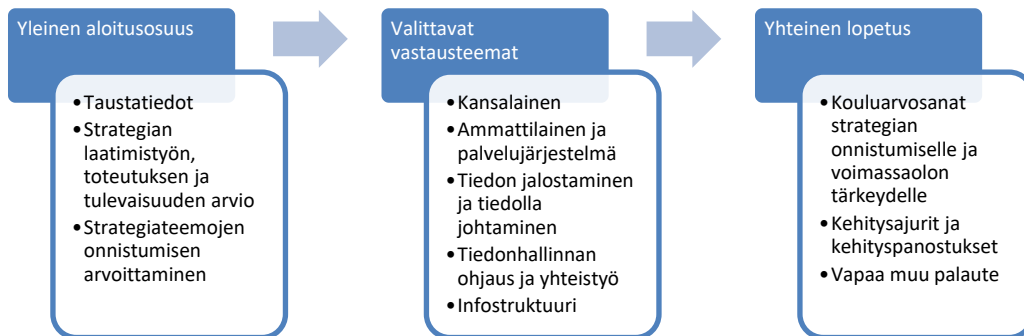 Yleinen aloitusosuus
•Taustatiedot
•Strategian
laatimistyön,
toteutuksen ja
tulevaisuuden arvio
•Strategiateemojen
onnistumisen
arvoittaminen
Valittavat
vastausteemat
•Kansalainen
•Ammattilainen ja
palvelujärjestelmä
•Tiedon jalostaminen
ja tiedolla
johtaminen
•Tiedonhallinnan
ohjaus ja yhteistyö
•Infostruktuuri
Yhteinen lopetus
•Kouluarvosanat
strategian
onnistumiselle ja
voimassaolon
tärkeydelle
•Kehitysajurit ja
kehityspanostukset
•Vapaa muu palaute